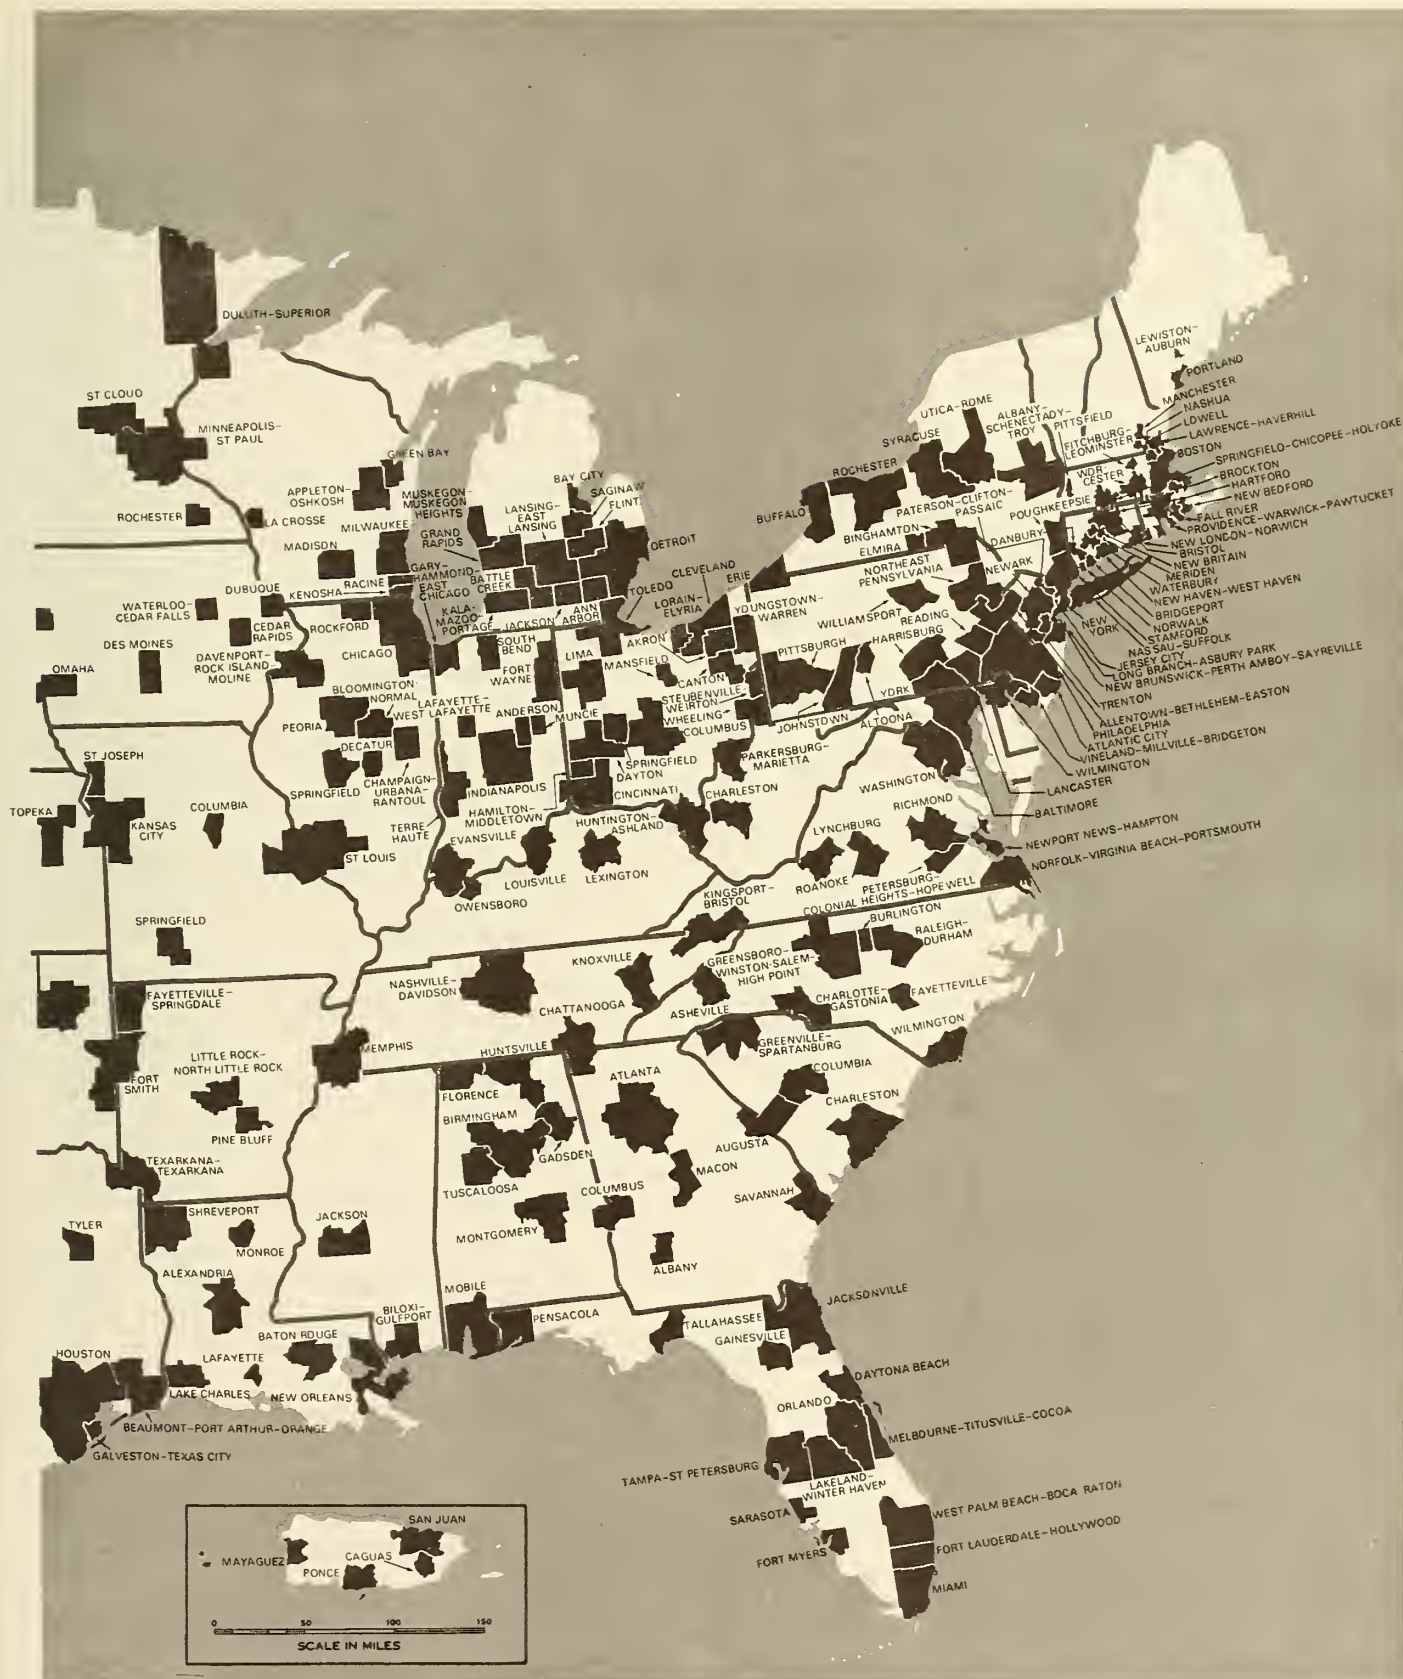 DULUTH-SUPERIOR
ST CLOUD
MINNEAPOLIS-
ST PAUL
GREEN BAY
APPLETON-
OSHKOSH
ROCHESTER
LA CROSSE
MILWAUKEE
MADISON
MUSKEGON-
MUSKEGON
HEIGHTS
GRAND
RAPIDS
LANSING-
EAST
LANSING
BAY CITY
SAGINAW
FLINT
DETROIT
DUBUQUE
RACINE
KENOSHA
GARY-
HAMMOND-
EAST
CHICAGO
BATTLE
CREEK
KALA-
MAZOO-
PORTAGE
JACKSON
ANN
ARBOR
TOLEDO
CLEVELAND
LORAIN-
ELYRIA
ERIE
WATERLOO-
CEDAR FALLS
CEDAR
RAPIDS
ROCKFORD
DES MOINES
DAVENPORT-
ROCK ISLAND-
MOLINE
CHICAGO
SOUTH
BEND
FORT
WAYNE
LIMA
AKRON
MANSFIELD
CANTON
YOUNGSTOWN-
WARREN
OMAHA
BLOOMINGTON-
NORMAL
PEORIA
LAFAYETTE-
WEST LAFAYETTE
ANDERSON
MUNCIE
STEUBENVILLE
WEIRTON
WHEELING
COLUMBUS
PITTSBURGH
DECATUR
SPRINGFIELD
CHAMPAIGN-
URBANA-
RANTOUL
INDIANAPOLIS
SPRINGFIELD
DAYTON
PARKERSBURG-
MARIETTA
JOHNSTOWN
ALTOONA
ST JOSEPH
TOPEKA
KANSAS
CITY
COLUMBIA
ST LOUIS
TERRE
HAUTE
HAMILTON-
MIDDLETOWN
CINCINNATI
CHARLESTON
HUNTINGTON-
ASHLAND
EVANSVILLE
LOUISVILLE
LEXINGTON
OWENSBORO
SPRINGFIELD
LEWISTON-
AUBURN
PORTLAND
MANCHESTER
NASHUA
LOWELL
LAWRENCE-HAVERHILL
BOSTON
SPRINGFIELD-CHICOPEE-HOLYOKE
BROCKTON
HARTFORD
NEW BEDFORD
FALL RIVER
PROVIDENCE-WARWICK-PAWTUCKET
NEW LONDON-NORWICH
BRISTOL
NEW BRITAIN
MERIDEN
WATERBURY
NEW HAVEN-WEST HAVEN
BRIDGEPORT
NORWALK
STAMFORD
NASSAU-SUFFOLK
JERSEY CITY
LONG BRANCH-ASBURY PARK
NEW BRUNSWICK-PERTH AMBOY-SAYREVILLE
TRENTON
ALLENTOWN-BETHLEHEM-EASTON
PHILADELPHIA
ATLANTIC CITY
VINELAND-MILLVILLE-BRIDGETON
WILMINGTON
LANCASTER
BALTIMORE
UTICA-ROME
SYRACUSE
ROCHESTER
BUFFALO
ALBANY-
SCHENECTADY-
TROY
PITTSFIELD
FITCHBURG-
LEOMINSTER
WOR-
CESTER
PATERSON-CLIFTON-
PASSAIC
POUGHKEEPSIE
BINGHAMTON
ELMIRA
DANBURY
NORTHEAST
PENNSYLVANIA
NEWARK
NEW
YORK
WILLIAMSPORT
READING
HARRISBURG
YORK
WASHINGTON
RICHMOND
NEWPORT NEWS-HAMPTON
NORFOLK-VIRGINIA BEACH-PORTSMOUTH
LYNCHBURG
ROANOKE
PETERSBURG-
COLONIAL HEIGHTS-HOPEWELL
KINGSPORT-
BRISTOL
BURLINGTON
RALEIGH-
DURHAM
GREENSBORO-
WINSTON-SALEM-
HIGH POINT
KNOXVILLE
NASHVILLE-
DAVIDSON
CHATTANOOGA
ASHEVILLE
CHARLOTTE-
GASTONIA
FAYETTEVILLE
WILMINGTON
GREENVILLE-
SPARTANBURG
COLUMBIA
CHARLESTON
FAYETTEVILLE-
SPRINGDALE
FORT
SMITH
LITTLE ROCK-
NORTH LITTLE ROCK
PINE BLUFF
MEMPHIS
HUNTSVILLE
FLORENCE
BIRMINGHAM
GADSDEN
TUSCALOOSA
ATLANTA
AUGUSTA
MACON
SAVANNAH
COLUMBUS
MONTGOMERY
ALBANY
TEXARKANA-
TEXARKANA
TYLER
SHREVEPORT
MONROE
JACKSON
ALEXANDRIA
MOBILE
BILOXI-
GULFPORT
PENSACOLA
BATON ROUGE
LAFAYETTE
HOUSTON
LAKE CHARLES
NEW ORLEANS
BEAUMONT-PORT ARTHUR-ORANGE
GALVESTON-TEXAS CITY
TALLAHASSEE
JACKSONVILLE
GAINESVILLE
DAYTONA BEACH
ORLANDO
MELBOURNE-TITUSVILLE-COCOA
TAMPA-ST PETERSBURG
LAKELAND-
WINTER HAVEN
SARASOTA
FORT MYERS
WEST PALM BEACH-BOCA RATON
FORT LAUDERDALE-HOLLYWOOD
MIAMI
SAN JUAN
MAYAGUEZ
CAGUAS
PONCE
0 50 100 150
SCALE IN MILES